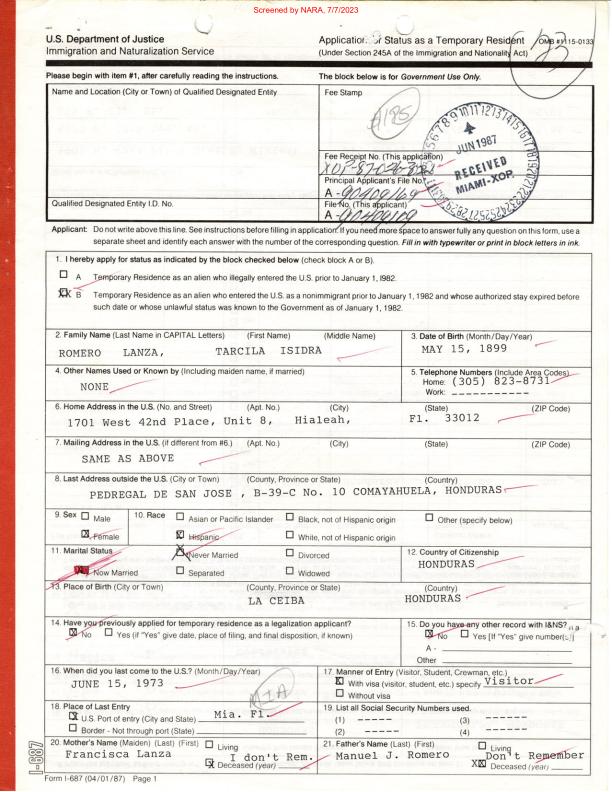 Screened by NARA, 7/7/2023
U.S. Department of Justice
Immigration and Naturalization Service
Application for Status as a Temporary Resident
(Under Section 245A of the Immigration and Nationality Act)
OMB #1115-0133
23
Please begin with item #1, after carefully reading the instructions.
The block below is for Government Use Only.
Name and Location (City or Town) of Qualified Designated Entity
Fee Stamp
A185
JUN 1987
RECEIVED
MIAMI-XOP.
Fee Receipt No. (This application)
Principal Applicant's File No.
A -
Qualified Designated Entity I.D. No.
File No. (This applicant)
A -
Applicant: Do not write above this line. See instructions before filling in application. If you need more space to answer fully any question on this form, use a
separate sheet and identify each answer with the number of the corresponding question. Fill in with typewriter or print in block letters in ink.
1. I hereby apply for status as indicated by the block checked below (check block A or B).
A Temporary Residence as an alien who illegally entered the U.S. prior to January 1, 1982.
XX B Temporary Residence as an alien who entered the U.S. as a nonimmigrant prior to January 1, 1982 and whose authorized stay expired before
such date or whose unlawful status was known to the Government as of January 1, 1982.
2. Family Name (Last Name in CAPITAL Letters) (First Name) (Middle Name)
ROMERO LANZA, TARCILA ISIDRA
3. Date of Birth (Month/Day/Year)
MAY 15, 1899
4. Other Names Used or Known by (Including maiden name, if married)
NONE
5. Telephone Numbers (Include Area Codes)
Home: (305) 823-8731
Work: -----------
6. Home Address in the U.S. (No. and Street) (Apt. No.) (City) (State) (ZIP Code)
1701 West 42nd Place, Unit 8, Hialeah, Fl. 33012
7. Mailing Address in the U.S. (if different from #6.) (Apt. No.) (City) (State) (ZIP Code)
SAME AS ABOVE
8. Last Address outside the U.S. (City or Town) (County, Province or State) (Country)
PEDREGAL DE SAN JOSE , B-39-C No. 10 COMAYAHUELA, HONDURAS
9. Sex Male
X Female
10. Race Asian or Pacific Islander Black, not of Hispanic origin Other (specify below)
X Hispanic White, not of Hispanic origin
11. Marital Status X Never Married Divorced
Now Married Separated Widowed
12. Country of Citizenship
HONDURAS
13. Place of Birth (City or Town) (County, Province or State) (Country)
LA CEIBA HONDURAS
14. Have you previously applied for temporary residence as a legalization applicant?
X No Yes (if "Yes" give date, place of filing, and final disposition, if known)
15. Do you have any other record with I&NS?
X No Yes [If "Yes" give number(s)]
A -
Other
16. When did you last come to the U.S.? (Month/Day/Year)
JUNE 15, 1973
MIA
17. Manner of Entry (Visitor, Student, Crewman, etc.)
X With visa (visitor, student, etc.) specify Visitor
Without visa
18. Place of Last Entry
X U.S. Port of entry (City and State) Mia. Fl.
Border - Not through port (State)
19. List all Social Security Numbers used.
(1) ----- (3) ------
(2) ----- (4) ------
20. Mother's Name (Maiden) (Last) (First) Living
Francisca Lanza I don't Rem.
X Deceased (year)
21. Father's Name (Last) (First) Living
Manuel J. Romero Don't Remember
XX Deceased (year)
I-687
Form I-687 (04/01/87) Page 1